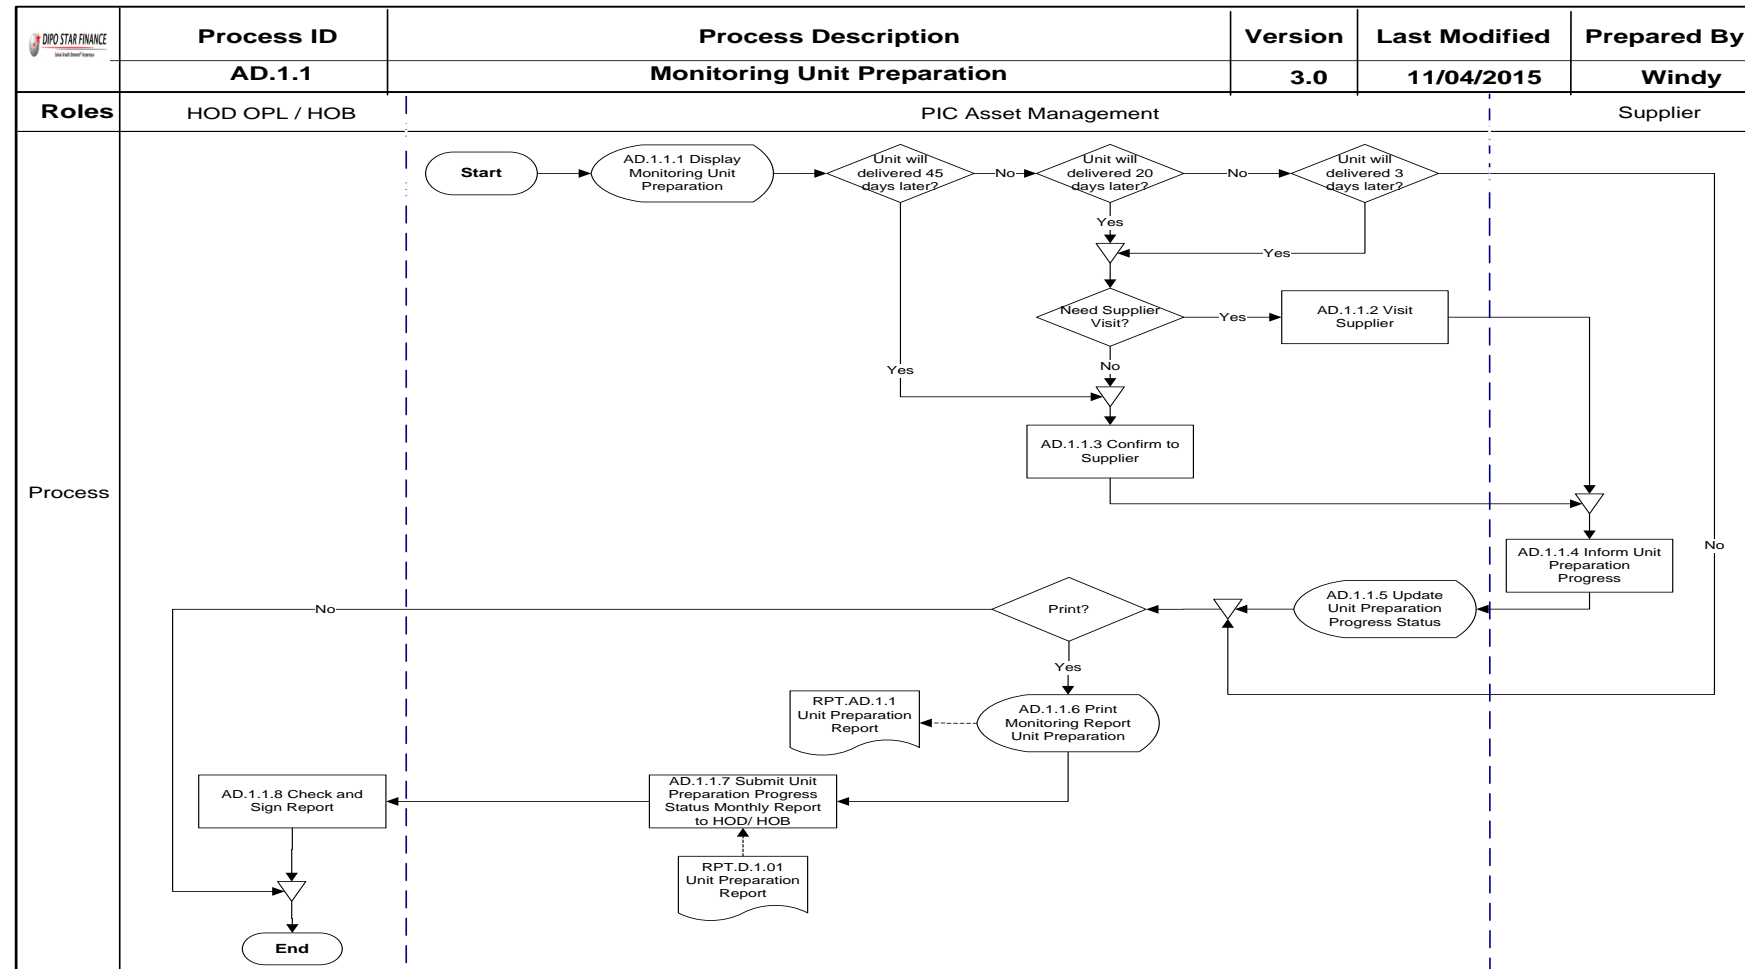 DIPO STAR FINANCE
Process ID
Process Description
Version
Last Modified
Prepared By
AD.1.1
Monitoring Unit Preparation
3.0
11/04/2015
Windy
Roles
HOD OPL / HOB
PIC Asset Management
Supplier
Process
Start
AD.1.1.1 Display
Monitoring Unit
Preparation
Unit will
delivered 45
days later?
No
Unit will
delivered 20
days later?
No
Unit will
delivered 3
days later?
Yes
Yes
Need Supplier
Visit?
Yes
AD.1.1.2 Visit
Supplier
Yes
No
AD.1.1.3 Confirm to
Supplier
No
AD.1.1.4 Inform Unit
Preparation
Progress
AD.1.1.5 Update
Unit Preparation
Progress Status
Print?
No
Yes
AD.1.1.6 Print
Monitoring Report
Unit Preparation
RPT.AD.1.1
Unit Preparation
Report
AD.1.1.7 Submit Unit
Preparation Progress
Status Monthly Report
to HOD/ HOB
AD.1.1.8 Check and
Sign Report
RPT.D.1.01
Unit Preparation
Report
End